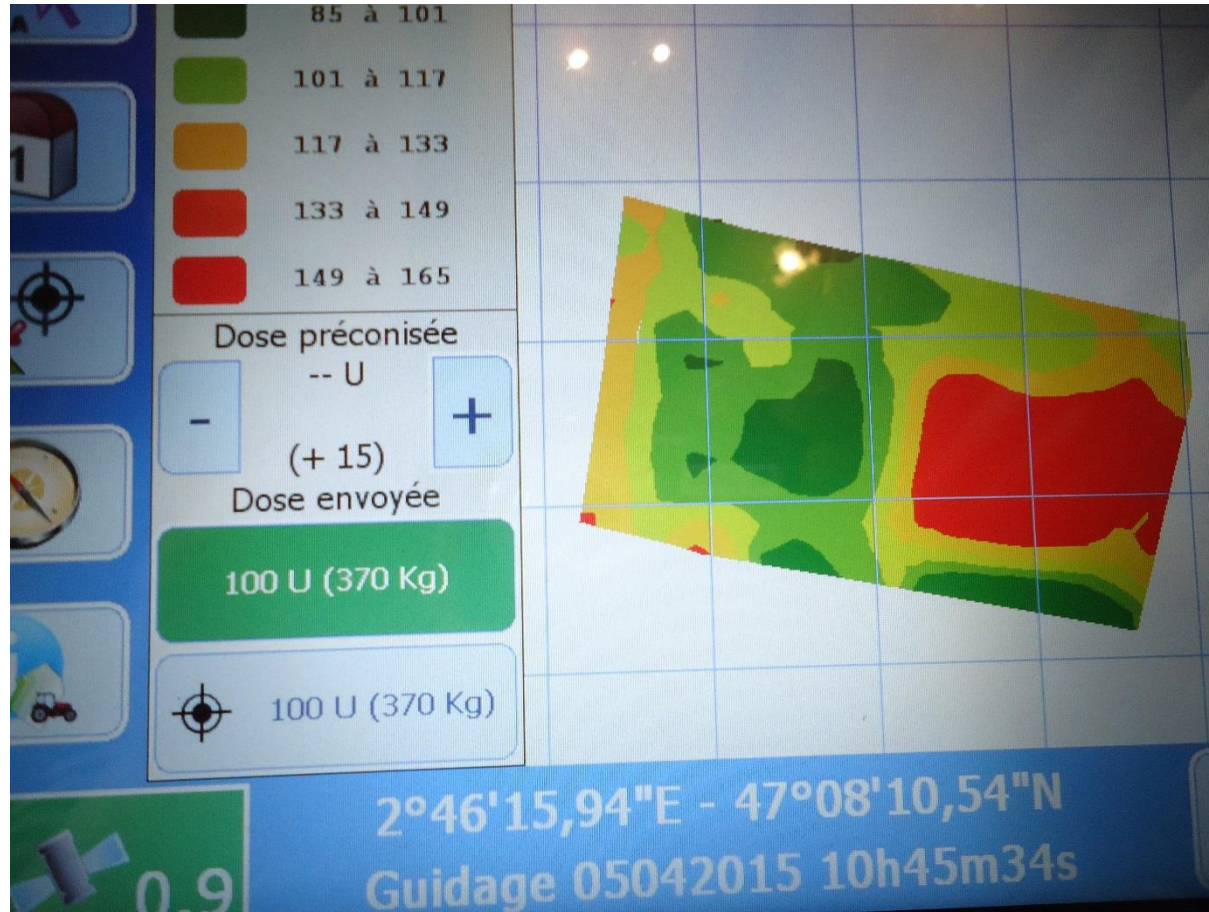 85 à 101
101 à 117
117 à 133
133 à 149
149 à 165
Dose préconisée
-- U
- +
(+ 15)
Dose envoyée
100 U (370 Kg)
100 U (370 Kg)
2°46'15,94"E - 47°08'10,54"N
0.9 Guidage 05042015 10h45m34s
1
A